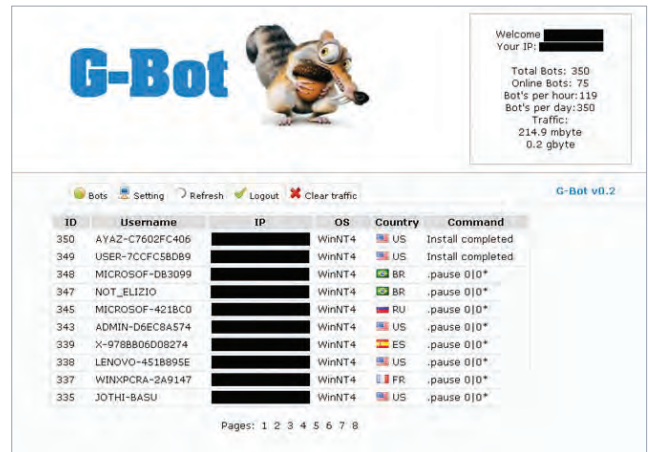 G-Bot
Welcome
Your IP:
Total Bots: 350
Online Bots: 75
Bot's per hour:119
Bot's per day:350
Traffic:
214.9 mbyte
0.2 gbyte
Bots Setting Refresh Logout Clear traffic
G-Bot v0.2
ID Username IP OS Country Command
350 AYAZ-C7602FC406 WinNT4 US Install completed
349 USER-7CCFC5BDB9 WinNT4 US Install completed
348 MICROSOF-DB3099 WinNT4 BR .pause 0|0*
347 NOT_ELIZIO WinNT4 BR .pause 0|0*
345 MICROSOF-421BC0 WinNT4 RU .pause 0|0*
343 ADMIN-D6EC8A574 WinNT4 US .pause 0|0*
339 X-978BB06D08274 WinNT4 ES .pause 0|0*
338 LENOVO-451B895E WinNT4 US .pause 0|0*
337 WINXPCRA-2A9147 WinNT4 FR .pause 0|0*
335 JOTHI-BASU WinNT4 US .pause 0|0*
Pages: 1 2 3 4 5 6 7 8